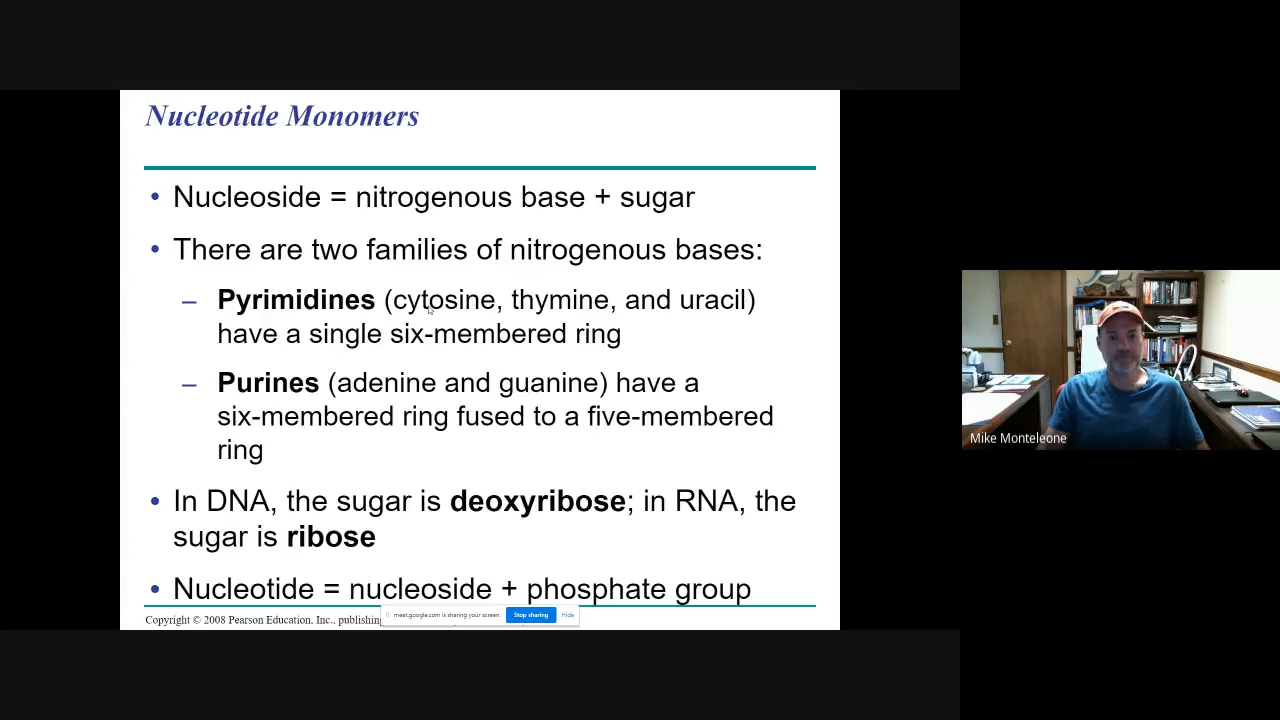 Nucleotide Monomers
• Nucleoside = nitrogenous base + sugar
• There are two families of nitrogenous bases:
– Pyrimidines (cytosine, thymine, and uracil)
have a single six-membered ring
– Purines (adenine and guanine) have a
six-membered ring fused to a five-membered
ring
• In DNA, the sugar is deoxyribose; in RNA, the
sugar is ribose
• Nucleotide = nucleoside + phosphate group
meet.google.com is sharing your screen. Stop sharing Hide
Copyright © 2008 Pearson Education. Inc.. publishing
Mike Monteleone